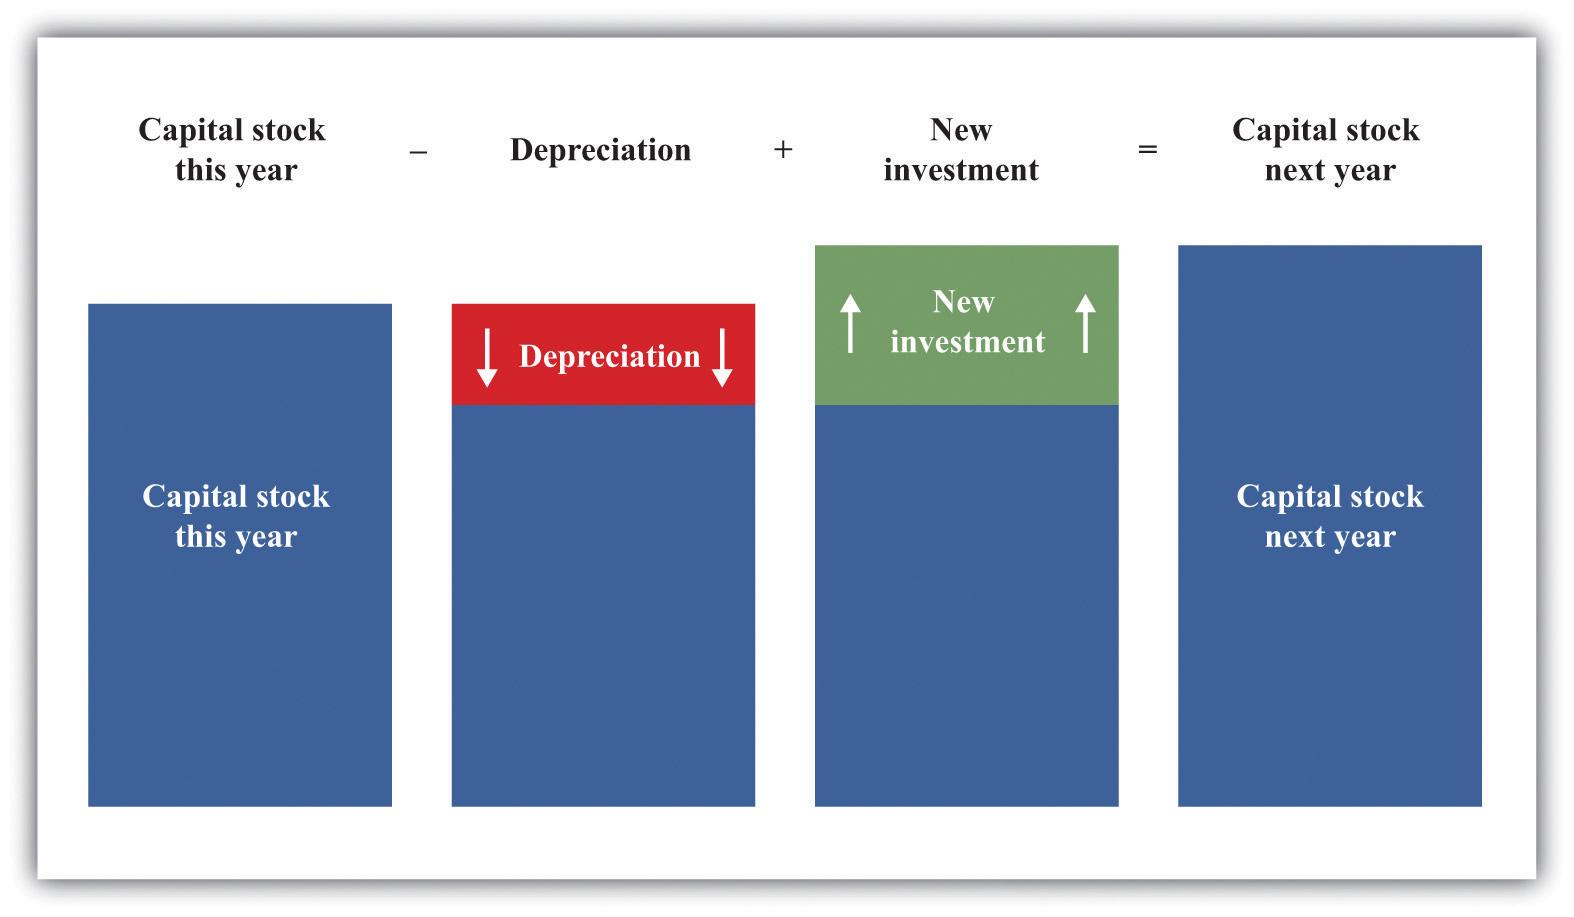 Capital stock
this year
–
Depreciation
+
New
investment
=
Capital stock
next year
Capital stock
this year
Depreciation
New
investment
Capital stock
next year